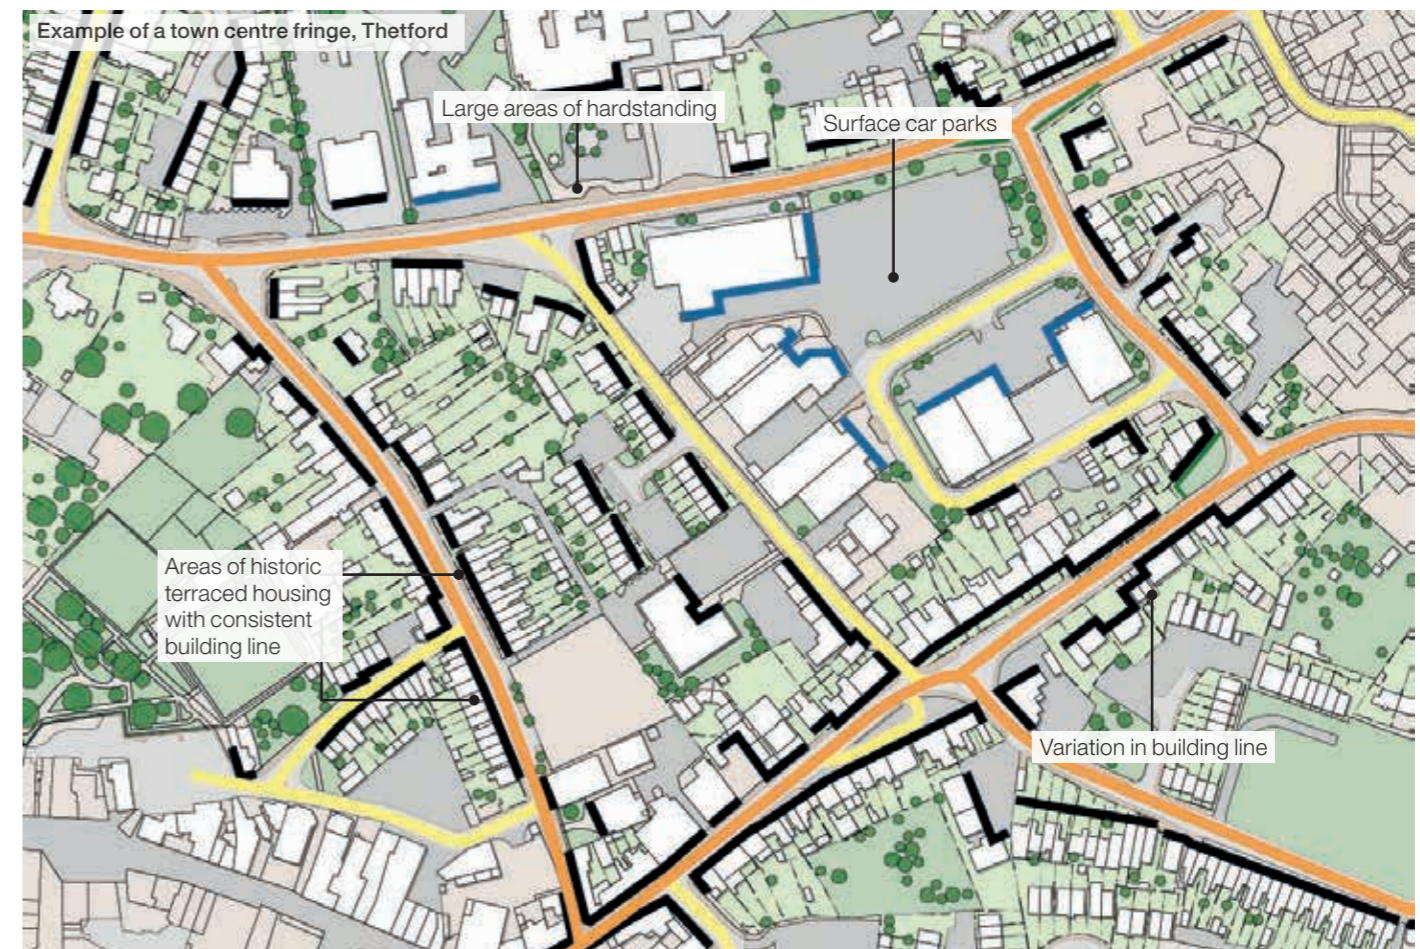 Example of a town centre fringe, Thetford
Large areas of hardstanding
Surface car parks
Areas of historic
terraced housing
with consistent
building line
Variation in building line